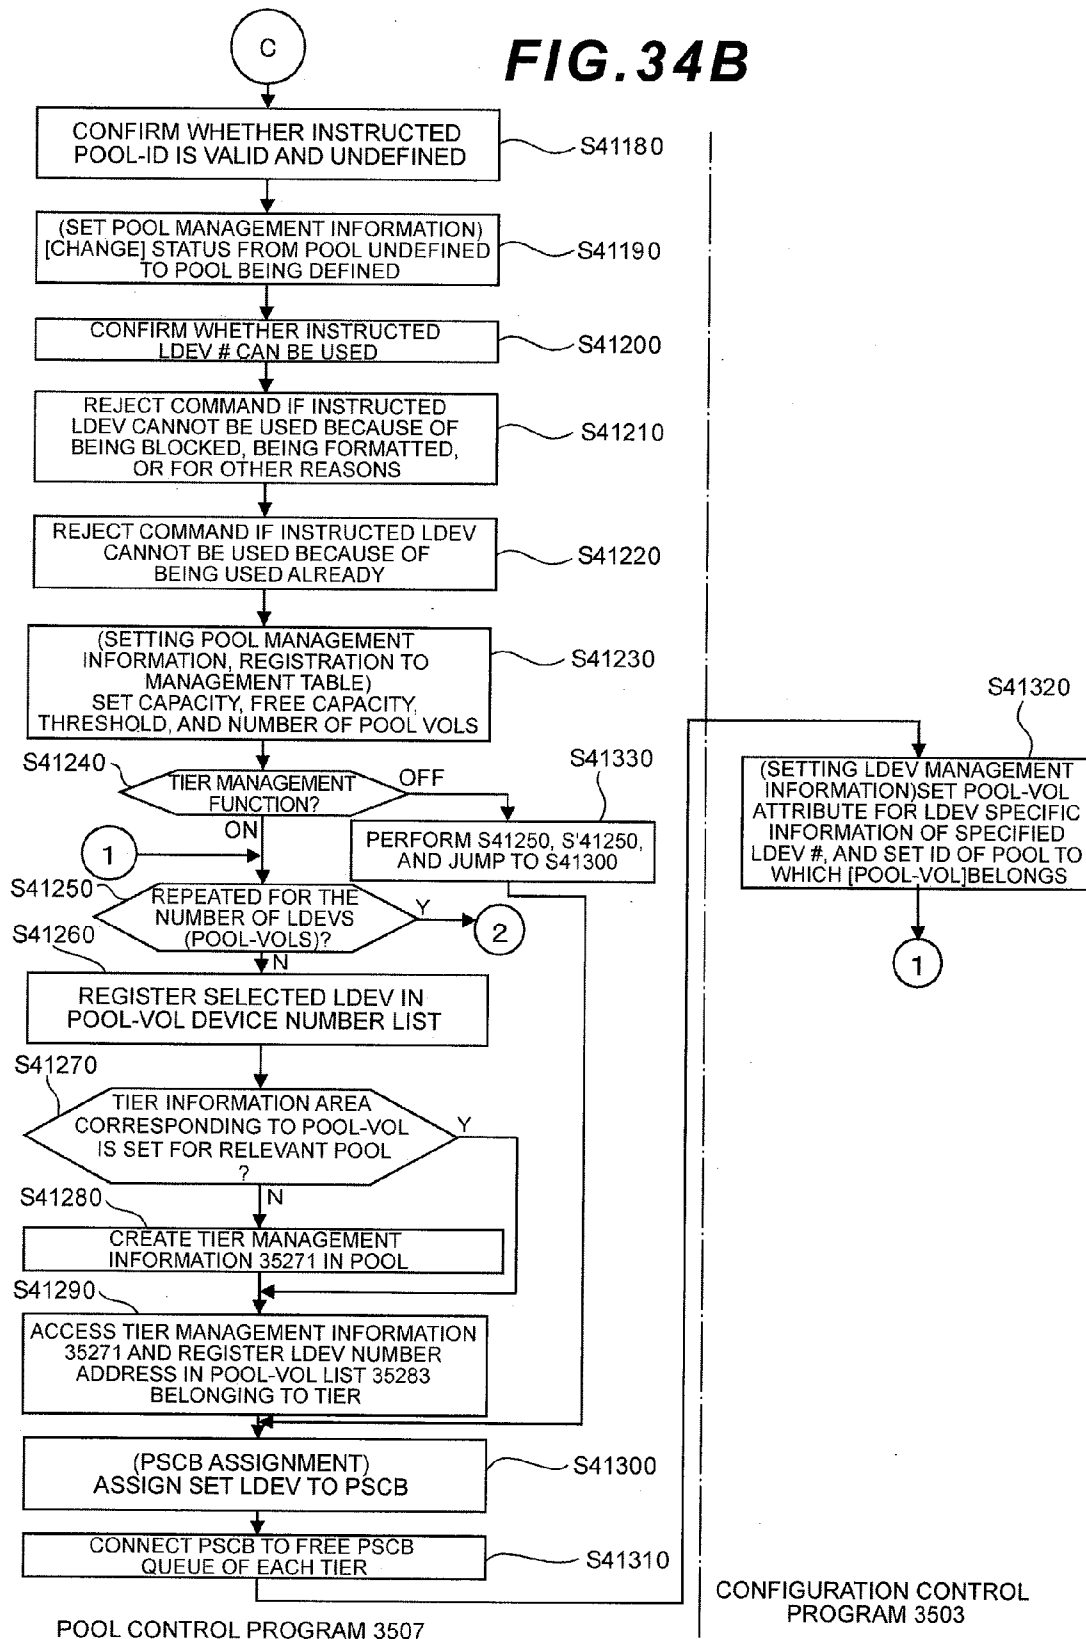 C
FIG.34B
CONFIRM WHETHER INSTRUCTED
POOL-ID IS VALID AND UNDEFINED
S41180
(SET POOL MANAGEMENT INFORMATION)
[CHANGE] STATUS FROM POOL UNDEFINED
TO POOL BEING DEFINED
S41190
CONFIRM WHETHER INSTRUCTED
LDEV # CAN BE USED
S41200
REJECT COMMAND IF INSTRUCTED
LDEV CANNOT BE USED BECAUSE OF
BEING BLOCKED, BEING FORMATTED,
OR FOR OTHER REASONS
S41210
REJECT COMMAND IF INSTRUCTED LDEV
CANNOT BE USED BECAUSE OF
BEING USED ALREADY
S41220
(SETTING POOL MANAGEMENT
INFORMATION, REGISTRATION TO
MANAGEMENT TABLE)
SET CAPACITY, FREE CAPACITY,
THRESHOLD, AND NUMBER OF POOL VOLS
S41230
S41240
TIER MANAGEMENT
FUNCTION?
OFF
ON
S41330
PERFORM S41250, S'41250,
AND JUMP TO S41300
1
S41250
REPEATED FOR THE
NUMBER OF LDEVS
(POOL-VOLS)?
Y
2
N
S41260
REGISTER SELECTED LDEV IN
POOL-VOL DEVICE NUMBER LIST
S41270
TIER INFORMATION AREA
CORRESPONDING TO POOL-VOL
IS SET FOR RELEVANT POOL
?
Y
N
S41280
CREATE TIER MANAGEMENT
INFORMATION 35271 IN POOL
S41290
ACCESS TIER MANAGEMENT INFORMATION
35271 AND REGISTER LDEV NUMBER
ADDRESS IN POOL-VOL LIST 35283
BELONGING TO TIER
(PSCB ASSIGNMENT)
ASSIGN SET LDEV TO PSCB
S41300
CONNECT PSCB TO FREE PSCB
QUEUE OF EACH TIER
S41310
POOL CONTROL PROGRAM 3507
S41320
(SETTING LDEV MANAGEMENT
INFORMATION)SET POOL-VOL
ATTRIBUTE FOR LDEV SPECIFIC
INFORMATION OF SPECIFIED
LDEV #, AND SET ID OF POOL TO
WHICH [POOL-VOL]BELONGS
1
CONFIGURATION CONTROL
PROGRAM 3503